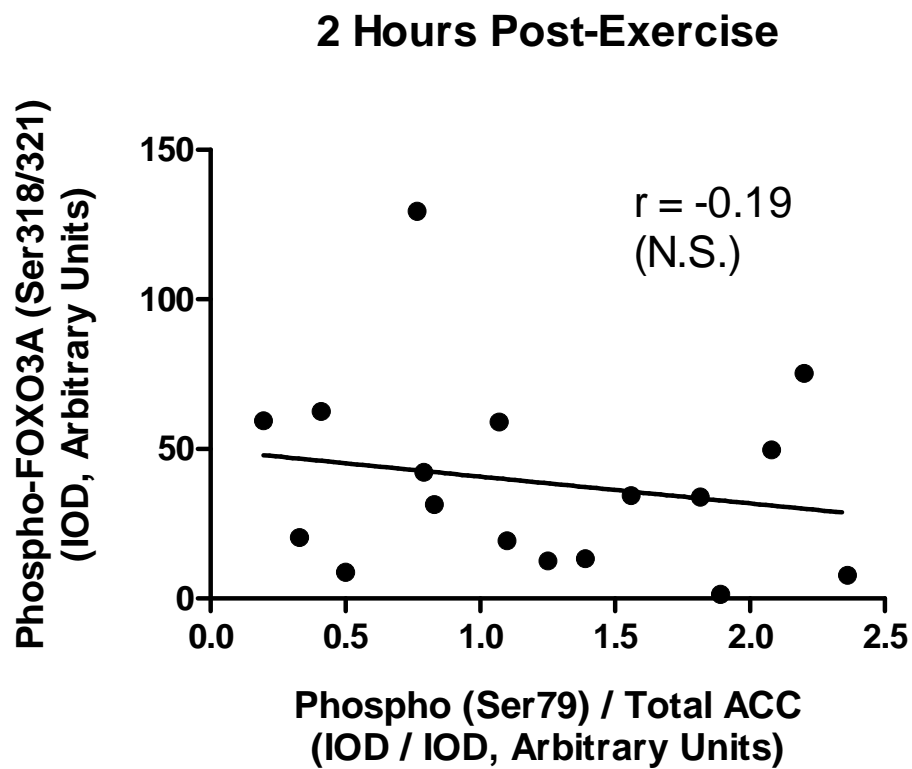 2 Hours Post-Exercise
Phospho-FOXO3A (Ser318/321)
(IOD, Arbitrary Units)
150
100
50
0
r = -0.19
(N.S.)
0.0 0.5 1.0 1.5 2.0 2.5
Phospho (Ser79) / Total ACC
(IOD / IOD, Arbitrary Units)